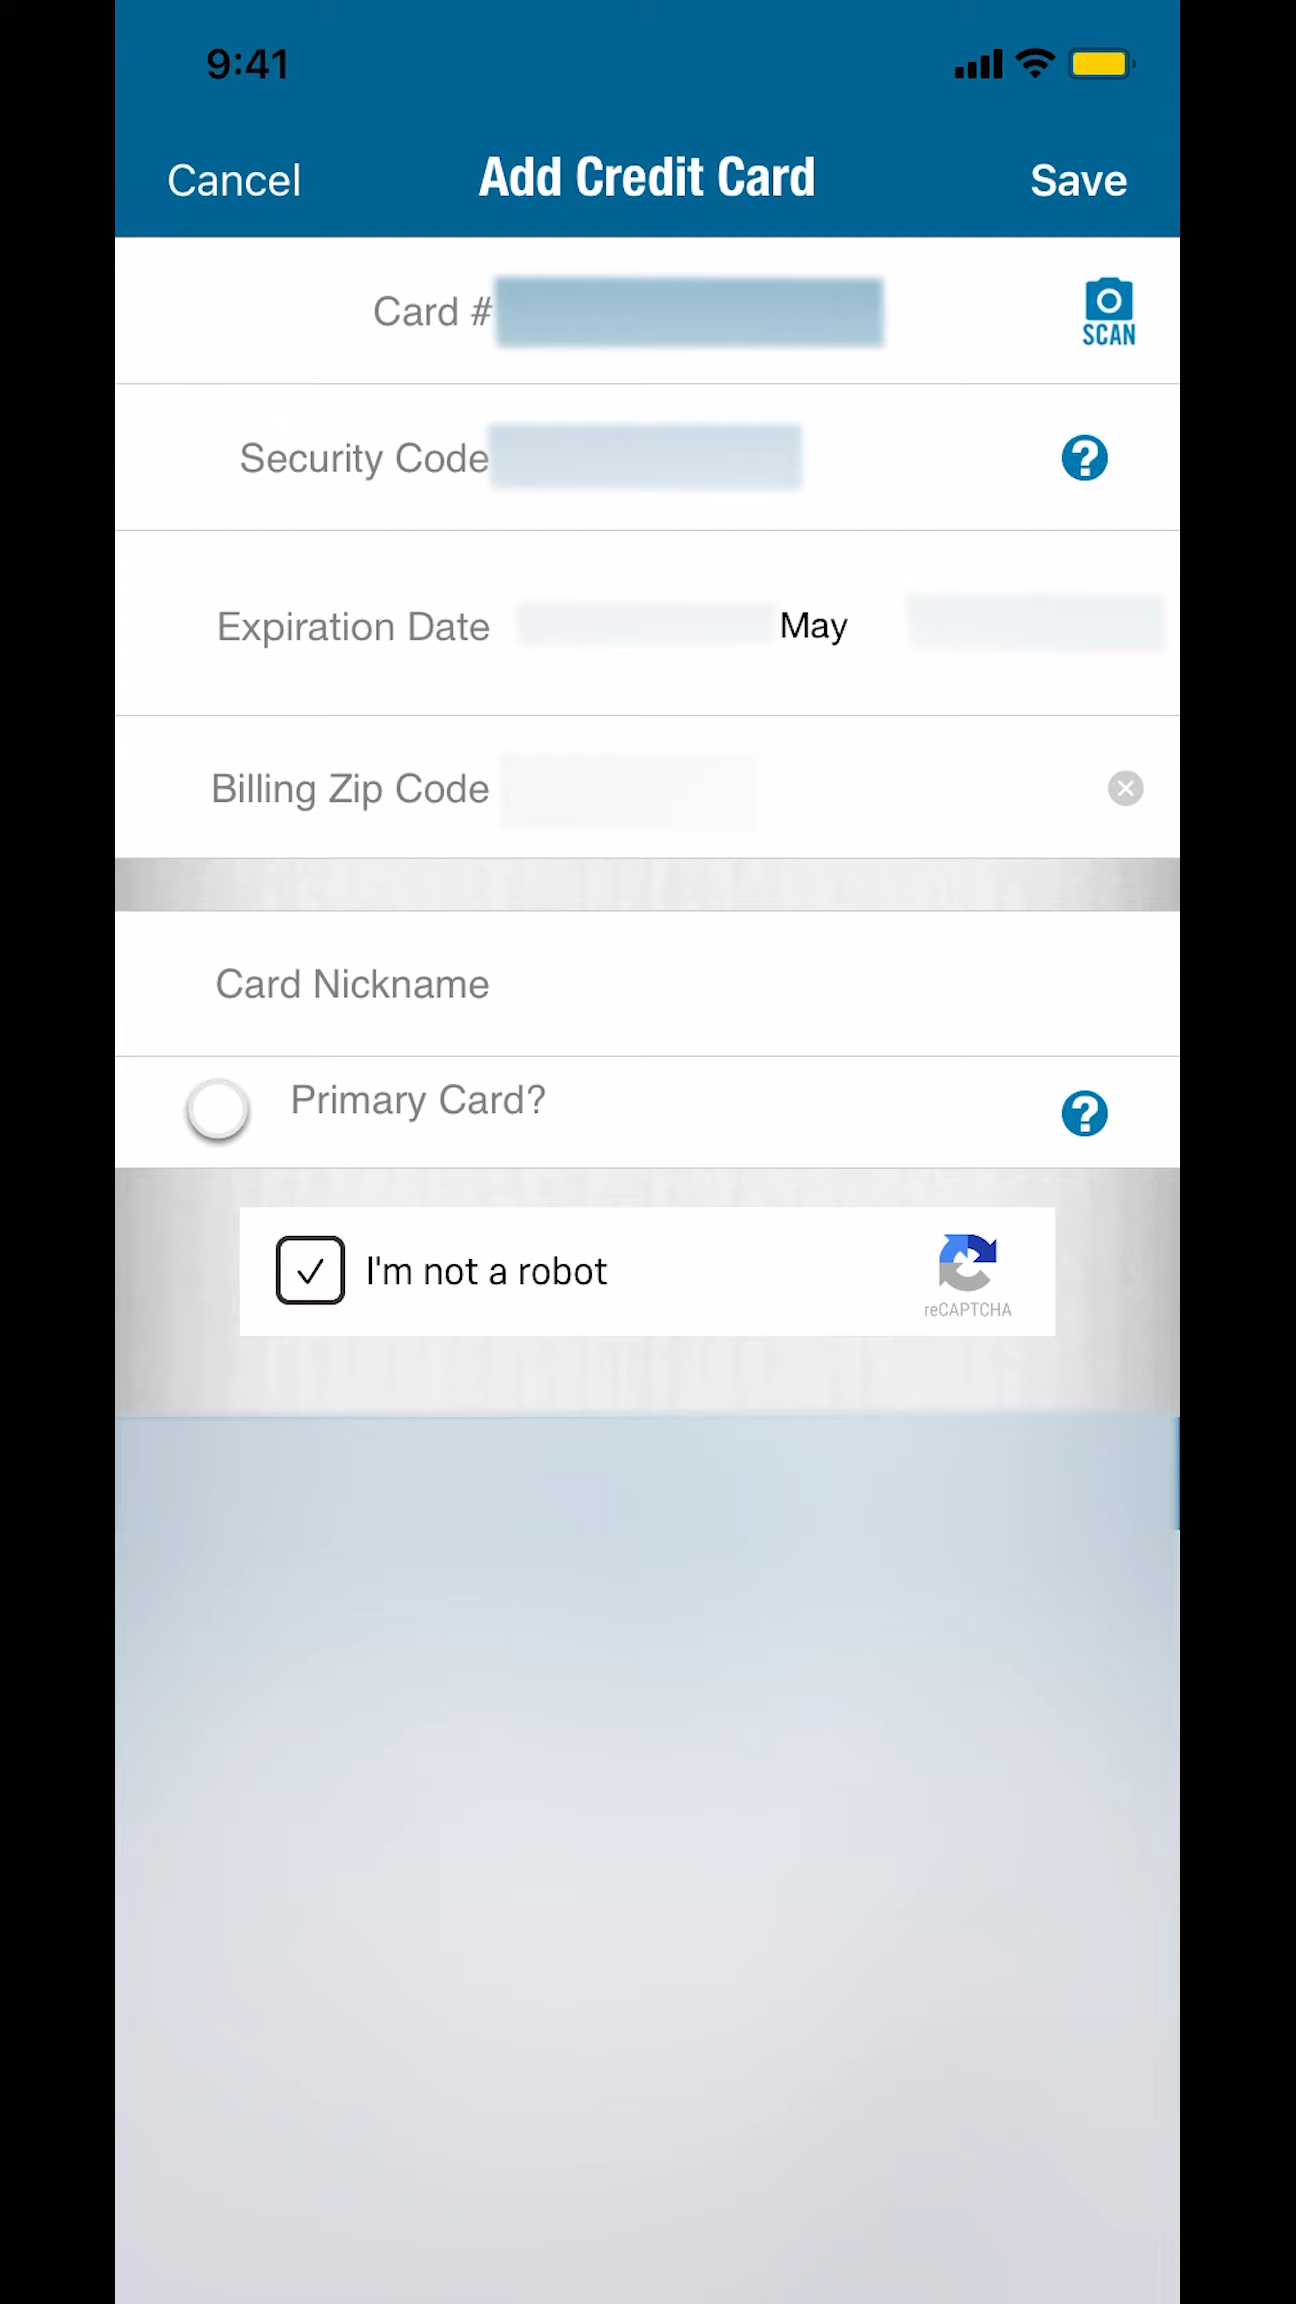 9:41
Cancel Add Credit Card Save
Card #
SCAN
Security Code ?
Expiration Date May
Billing Zip Code
Card Nickname
Primary Card? ?
I'm not a robot
reCAPTCHA